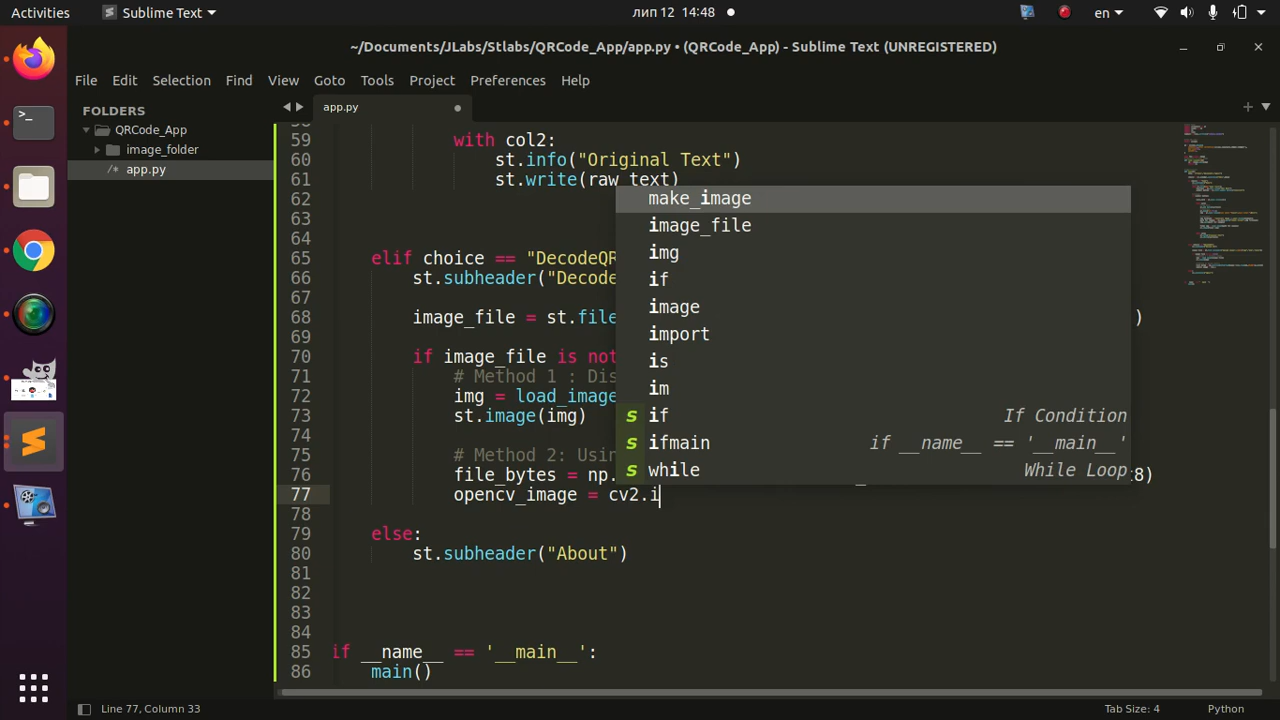 Activities
Sublime Text
лип 12 14:48
en
~/Documents/JLabs/Stlabs/QRCode_App/app.py • (QRCode_App) - Sublime Text (UNREGISTERED)
File Edit Selection Find View Goto Tools Project Preferences Help
FOLDERS
QRCode_App
image_folder
/* app.py
app.py
59 with col2:
60 st.info("Original Text")
61 st.write(raw_text)
62
63
64
65 elif choice == "DecodeQR
66 st.subheader("Decode
67
68 image_file = st.file )
69
70 if image_file is not
71 # Method 1 : Dis
72 img = load_image
73 st.image(img)
74
75 # Method 2: Usin
76 file_bytes = np. 8)
77 opencv_image = cv2.i
78
79 else:
80 st.subheader("About")
81
82
83
84
85 if __name__ == '__main__':
86 main()
make_image
image_file
img
if
image
import
is
im
s if If Condition
s ifmain if __name__ == '__main__'
s while While Loop
Line 77, Column 33
Tab Size: 4
Python